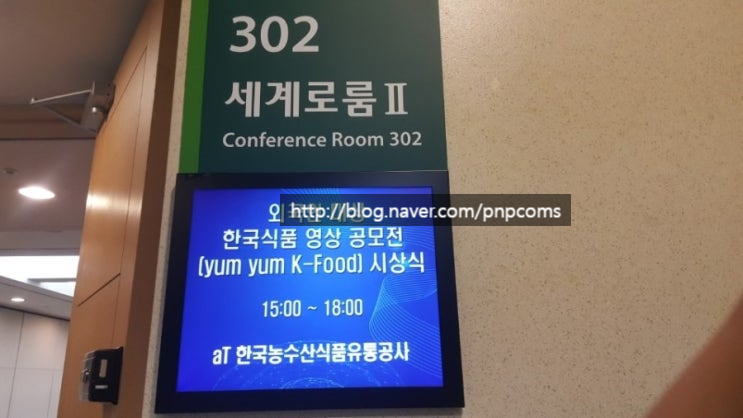 302
세계로룸Ⅱ
Conference Room 302
http://blog.naver.com/pnpcoms
한국식품 영상 공모전
(yum yum K-Food) 시상식
15:00 ~ 18:00
aT 한국농수산식품유통공사